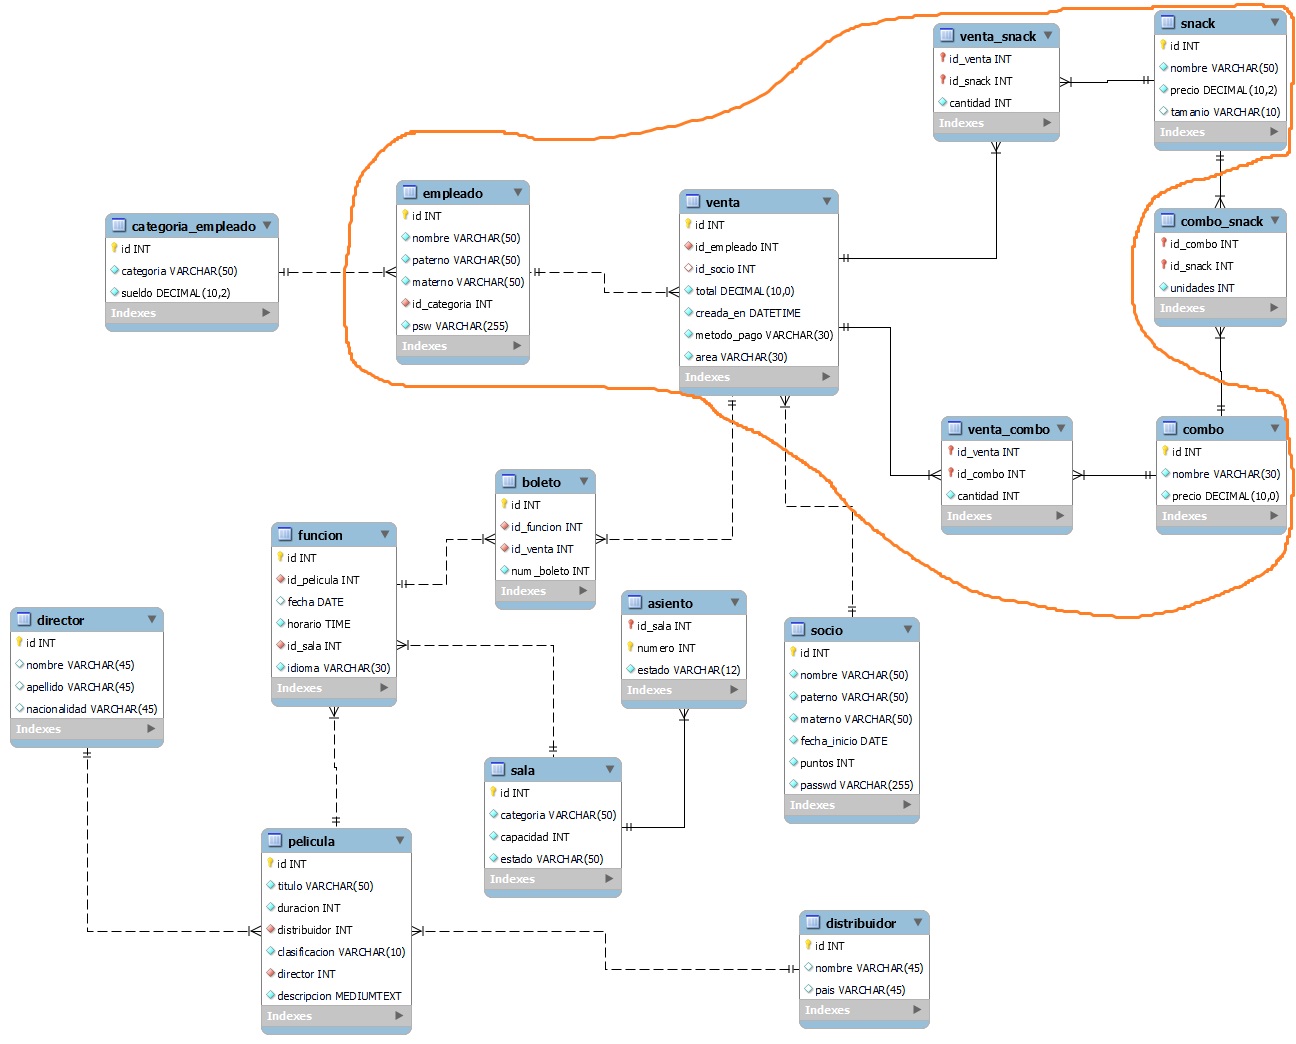 snack
id INT
nombre VARCHAR(50)
precio DECIMAL(10,2)
tamanio VARCHAR(10)
Indexes
venta_snack
id_venta INT
id_snack INT
cantidad INT
Indexes
empleado
id INT
nombre VARCHAR(50)
paterno VARCHAR(50)
materno VARCHAR(50)
id_categoria INT
psw VARCHAR(255)
Indexes
venta
id INT
id_empleado INT
id_socio INT
total DECIMAL(10,0)
creada_en DATETIME
metodo_pago VARCHAR(30)
area VARCHAR(30)
Indexes
categoria_empleado
id INT
categoria VARCHAR(50)
sueldo DECIMAL(10,2)
Indexes
combo_snack
id_combo INT
id_snack INT
unidades INT
Indexes
venta_combo
id_venta INT
id_combo INT
cantidad INT
Indexes
combo
id INT
nombre VARCHAR(30)
precio DECIMAL(10,0)
Indexes
boleto
id INT
id_funcion INT
id_venta INT
num_boleto INT
Indexes
funcion
id INT
id_pelicula INT
fecha DATE
horario TIME
id_sala INT
idioma VARCHAR(30)
Indexes
asiento
id_sala INT
numero INT
estado VARCHAR(12)
Indexes
director
id INT
nombre VARCHAR(45)
apellido VARCHAR(45)
nacionalidad VARCHAR(45)
Indexes
socio
id INT
nombre VARCHAR(50)
paterno VARCHAR(50)
materno VARCHAR(50)
fecha_inicio DATE
puntos INT
passwd VARCHAR(255)
Indexes
sala
id INT
categoria VARCHAR(50)
capacidad INT
estado VARCHAR(50)
Indexes
pelicula
id INT
titulo VARCHAR(50)
duracion INT
distribuidor INT
clasificacion VARCHAR(10)
director INT
descripcion MEDIUMTEXT
Indexes
distribuidor
id INT
nombre VARCHAR(45)
pais VARCHAR(45)
Indexes